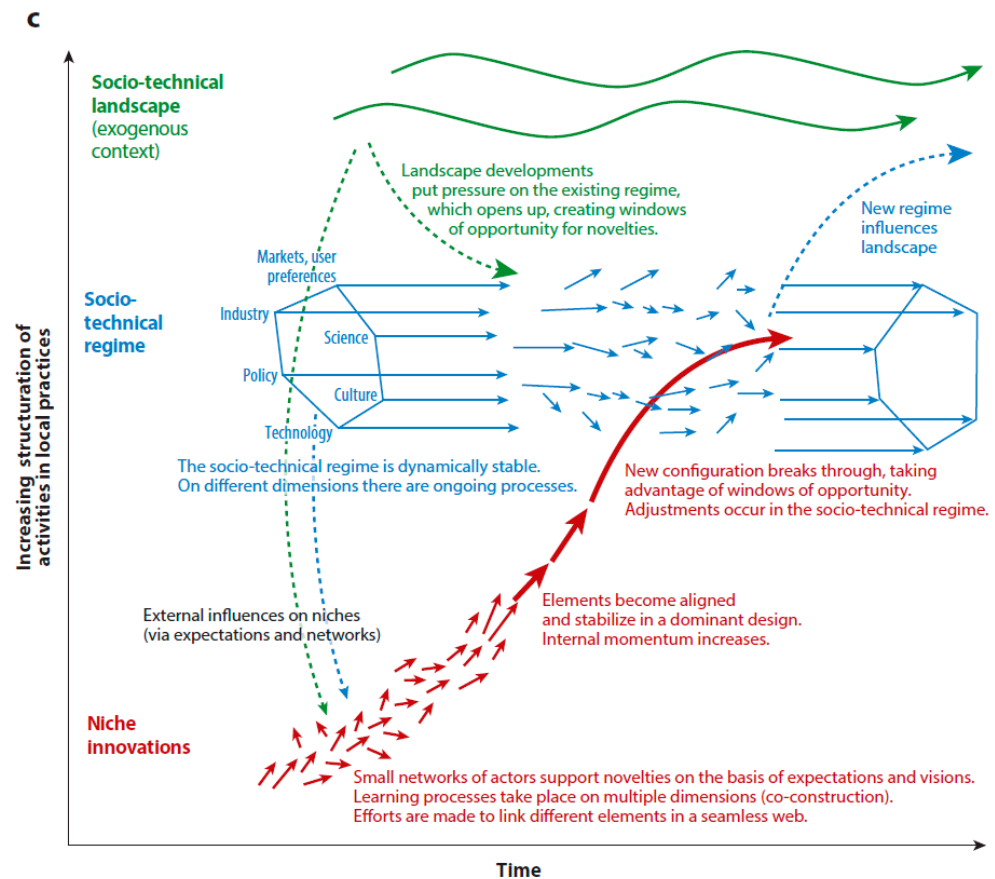 c
Socio-technical
landscape
(exogenous
context)
Landscape developments
put pressure on the existing regime,
which opens up, creating windows
of opportunity for novelties.
New regime
influences
landscape
Markets, user
preferences
Socio-
technical
regime
Industry
Science
Policy
Culture
Technology
The socio-technical regime is dynamically stable.
On different dimensions there are ongoing processes.
New configuration breaks through, taking
advantage of windows of opportunity.
Adjustments occur in the socio-technical regime.
Increasing structuration of
activities in local practices
External influences on niches
(via expectations and networks)
Elements become aligned
and stabilize in a dominant design.
Internal momentum increases.
Niche
innovations
Small networks of actors support novelties on the basis of expectations and visions.
Learning processes take place on multiple dimensions (co-construction).
Efforts are made to link different elements in a seamless web.
Time